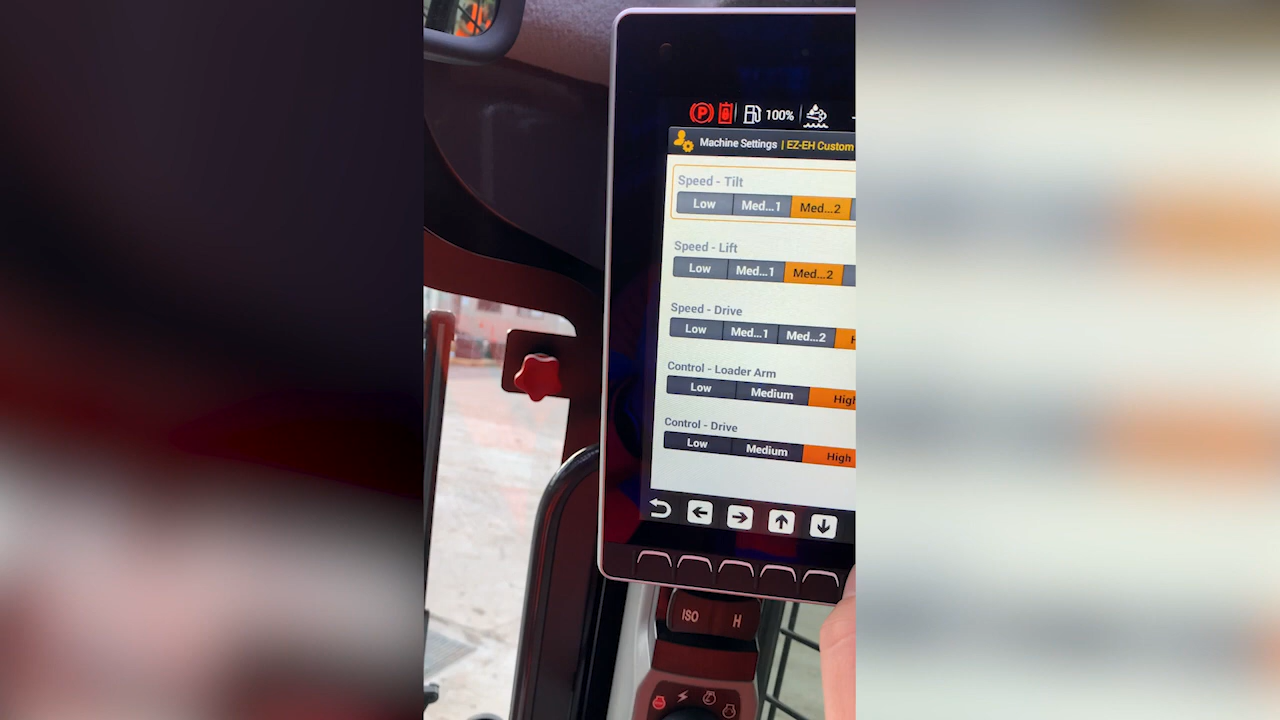 P
100%
Machine Settings | EZ-EH Custom
Speed - Tilt
Low Med...1 Med...2
Speed - Lift
Low Med...1 Med...2
Speed - Drive
Low Med...1 Med...2 H
Control - Loader Arm
Low Medium High
Control - Drive
Low Medium High
ISO H